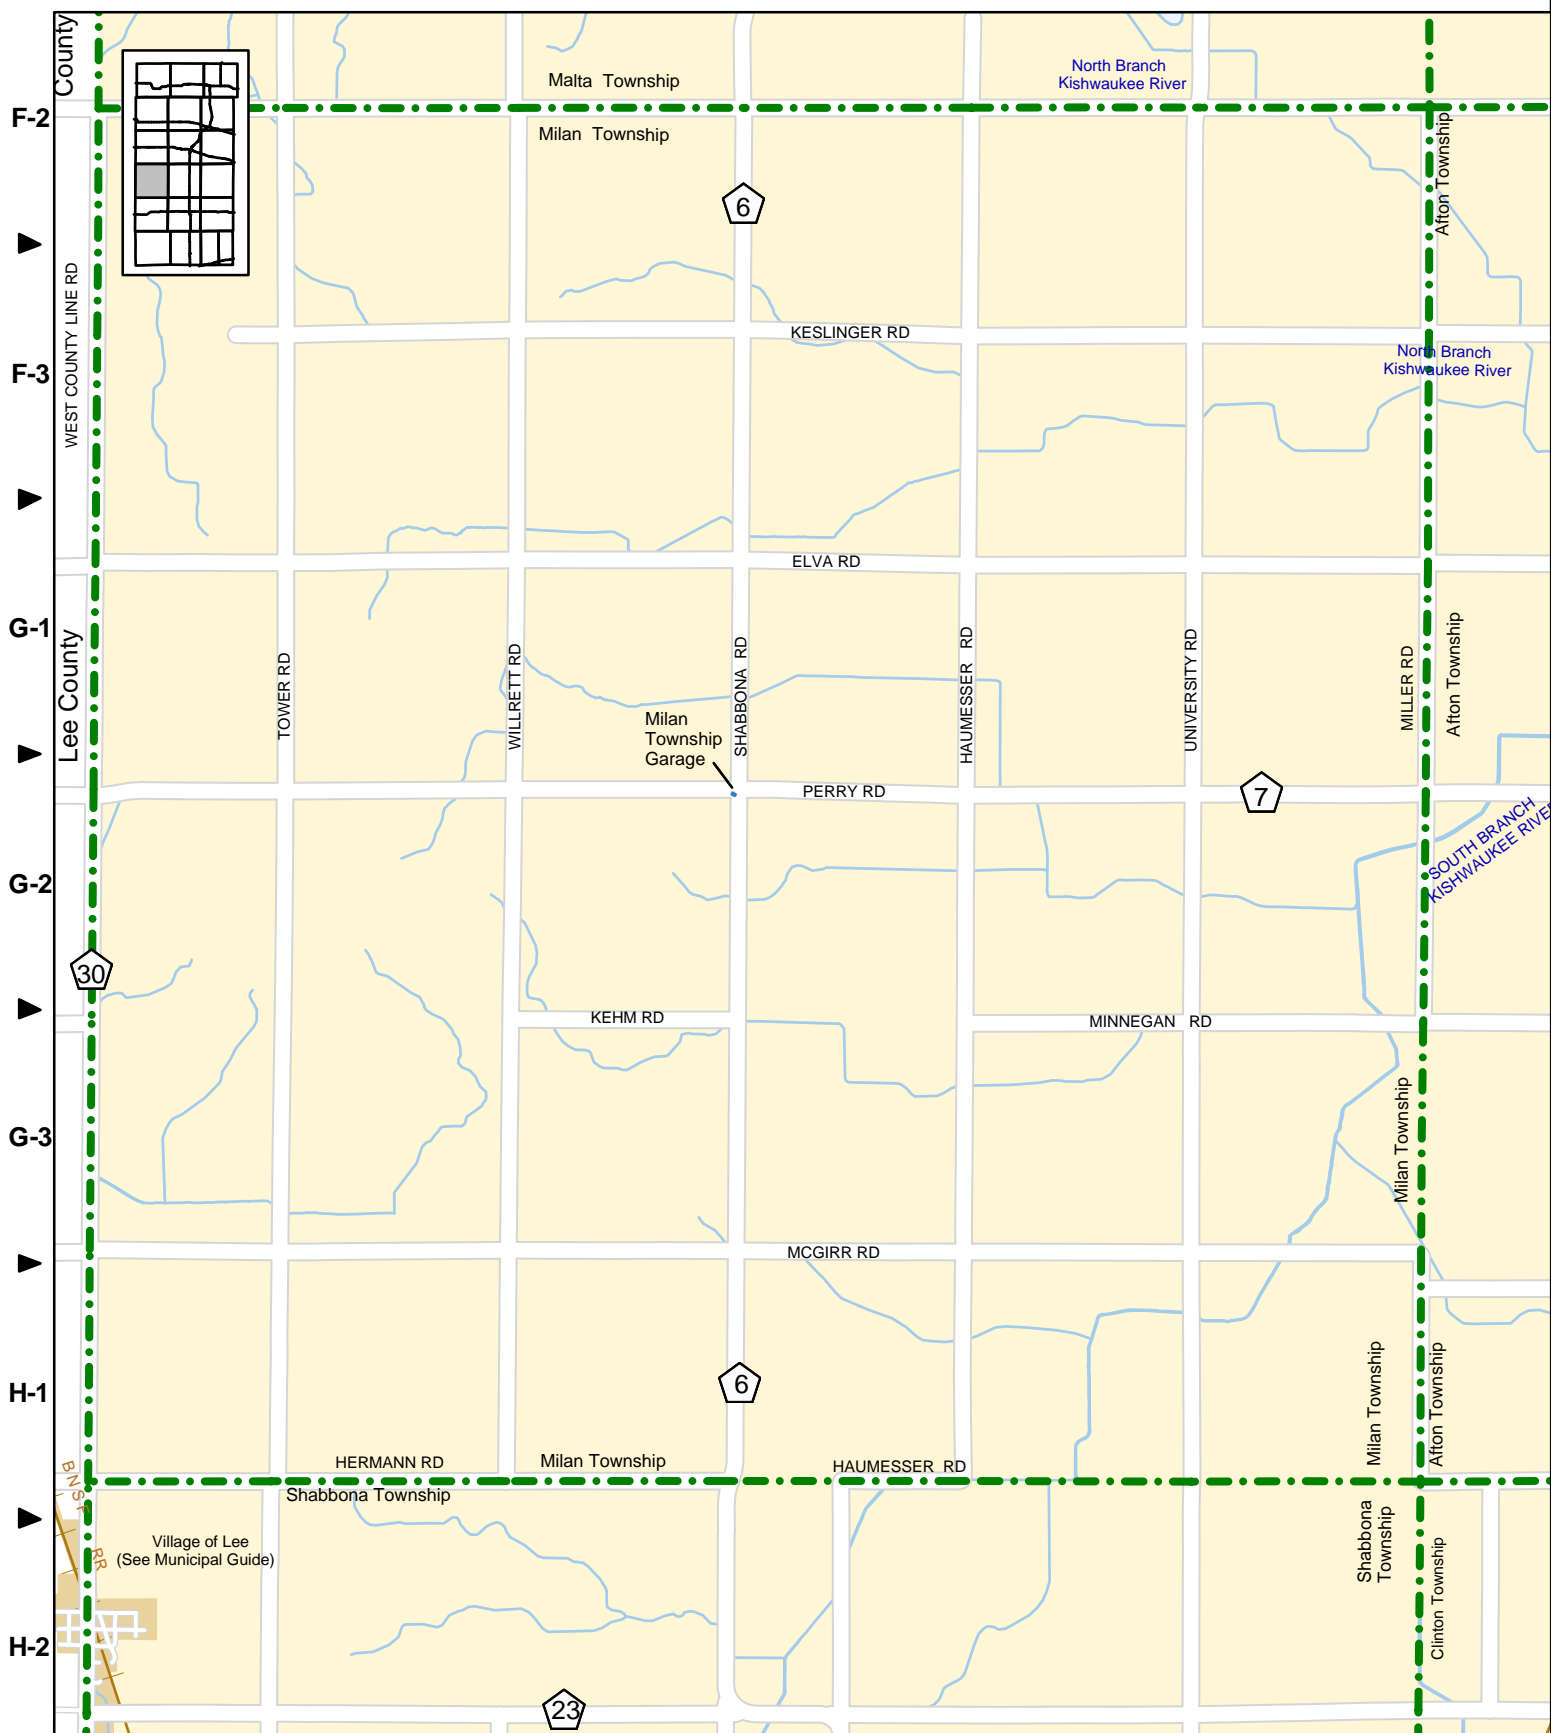 County
North Branch
Kishwaukee River
Malta Township
F-2
Milan Township
Afton Township
6
WEST COUNTY LINE RD
KESLINGER RD
North Branch
Kishwaukee River
F-3
ELVA RD
G-1
Lee County
TOWER RD
WILLRETT RD
SHABBONA RD
HAUMESSER RD
UNIVERSITY RD
MILLER RD
Afton Township
Milan
Township
Garage
PERRY RD
7
SOUTH BRANCH
KISHWAUKEE RIVER
G-2
30
KEHM RD
MINNEGAN RD
Milan Township
G-3
MCGIRR RD
6
H-1
Milan Township
Afton Township
HERMANN RD
Milan Township
HAUMESSER RD
BNSF RR
Shabbona Township
Shabbona
Township
Clinton Township
Village of Lee
(See Municipal Guide)
H-2
23